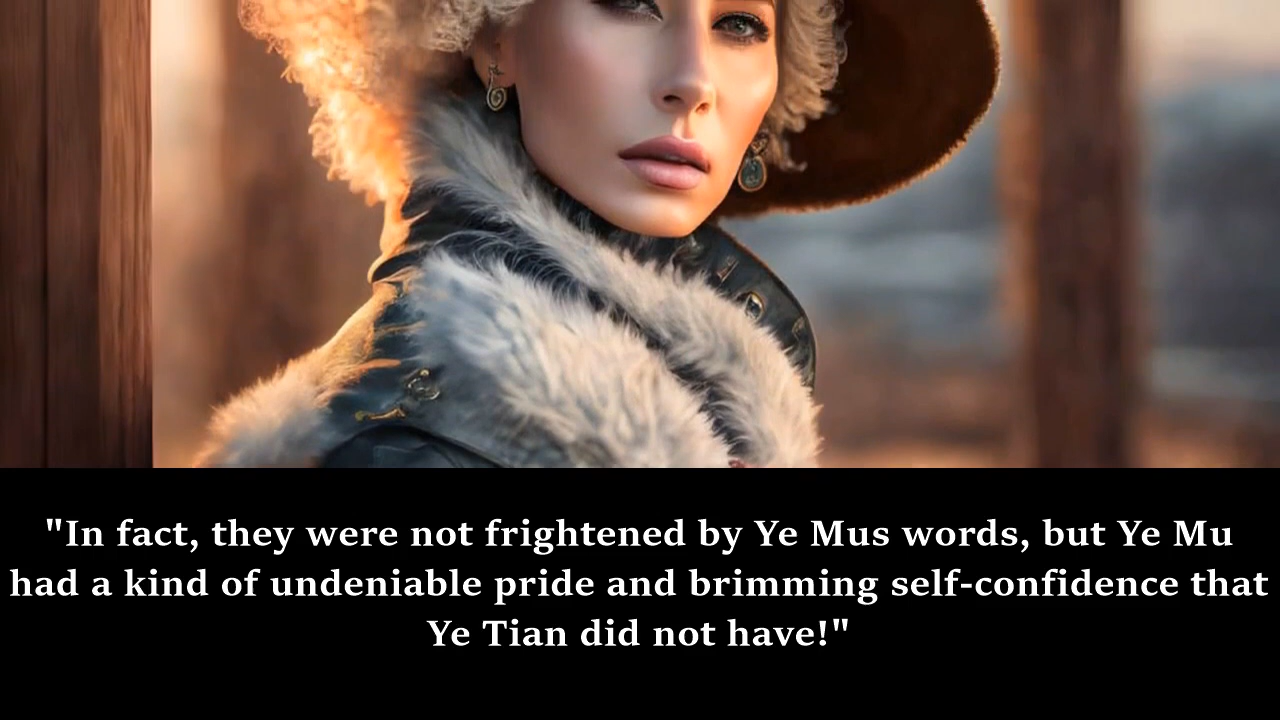 "In fact, they were not frightened by Ye Mus words, but Ye Mu
had a kind of undeniable pride and brimming self-confidence that
Ye Tian did not have!"